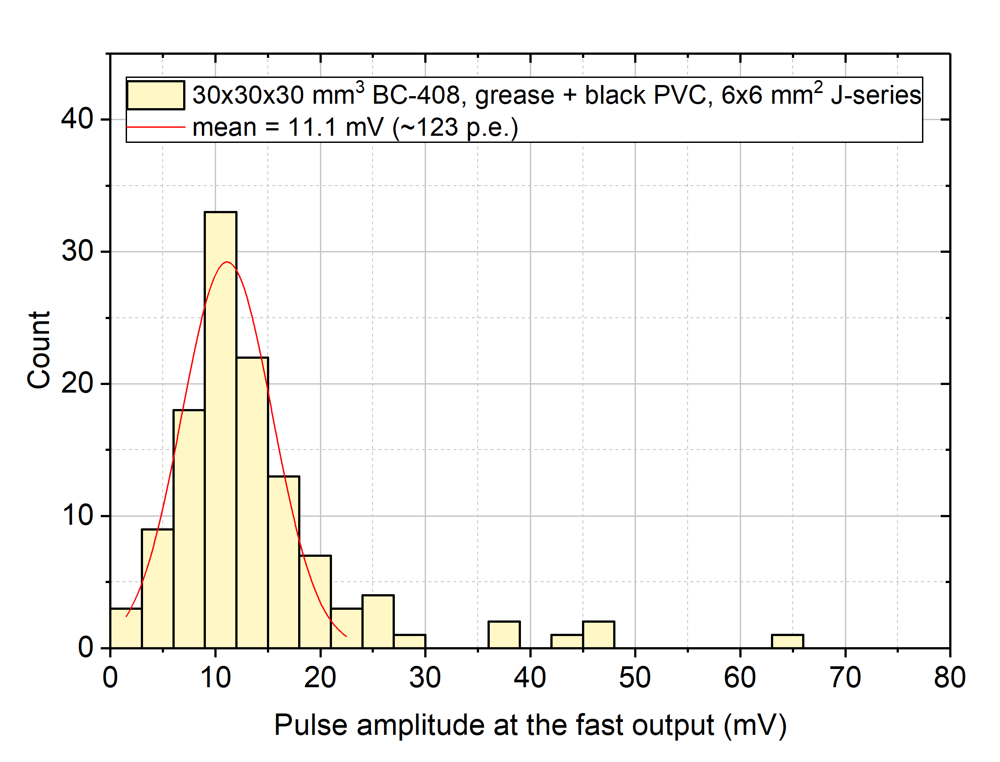 30x30x30 mm³ BC-408, grease + black PVC, 6x6 mm² J-series
mean = 11.1 mV (~123 p.e.)
40
30
20
10
0
Count
0 10 20 30 40 50 60 70 80
Pulse amplitude at the fast output (mV)